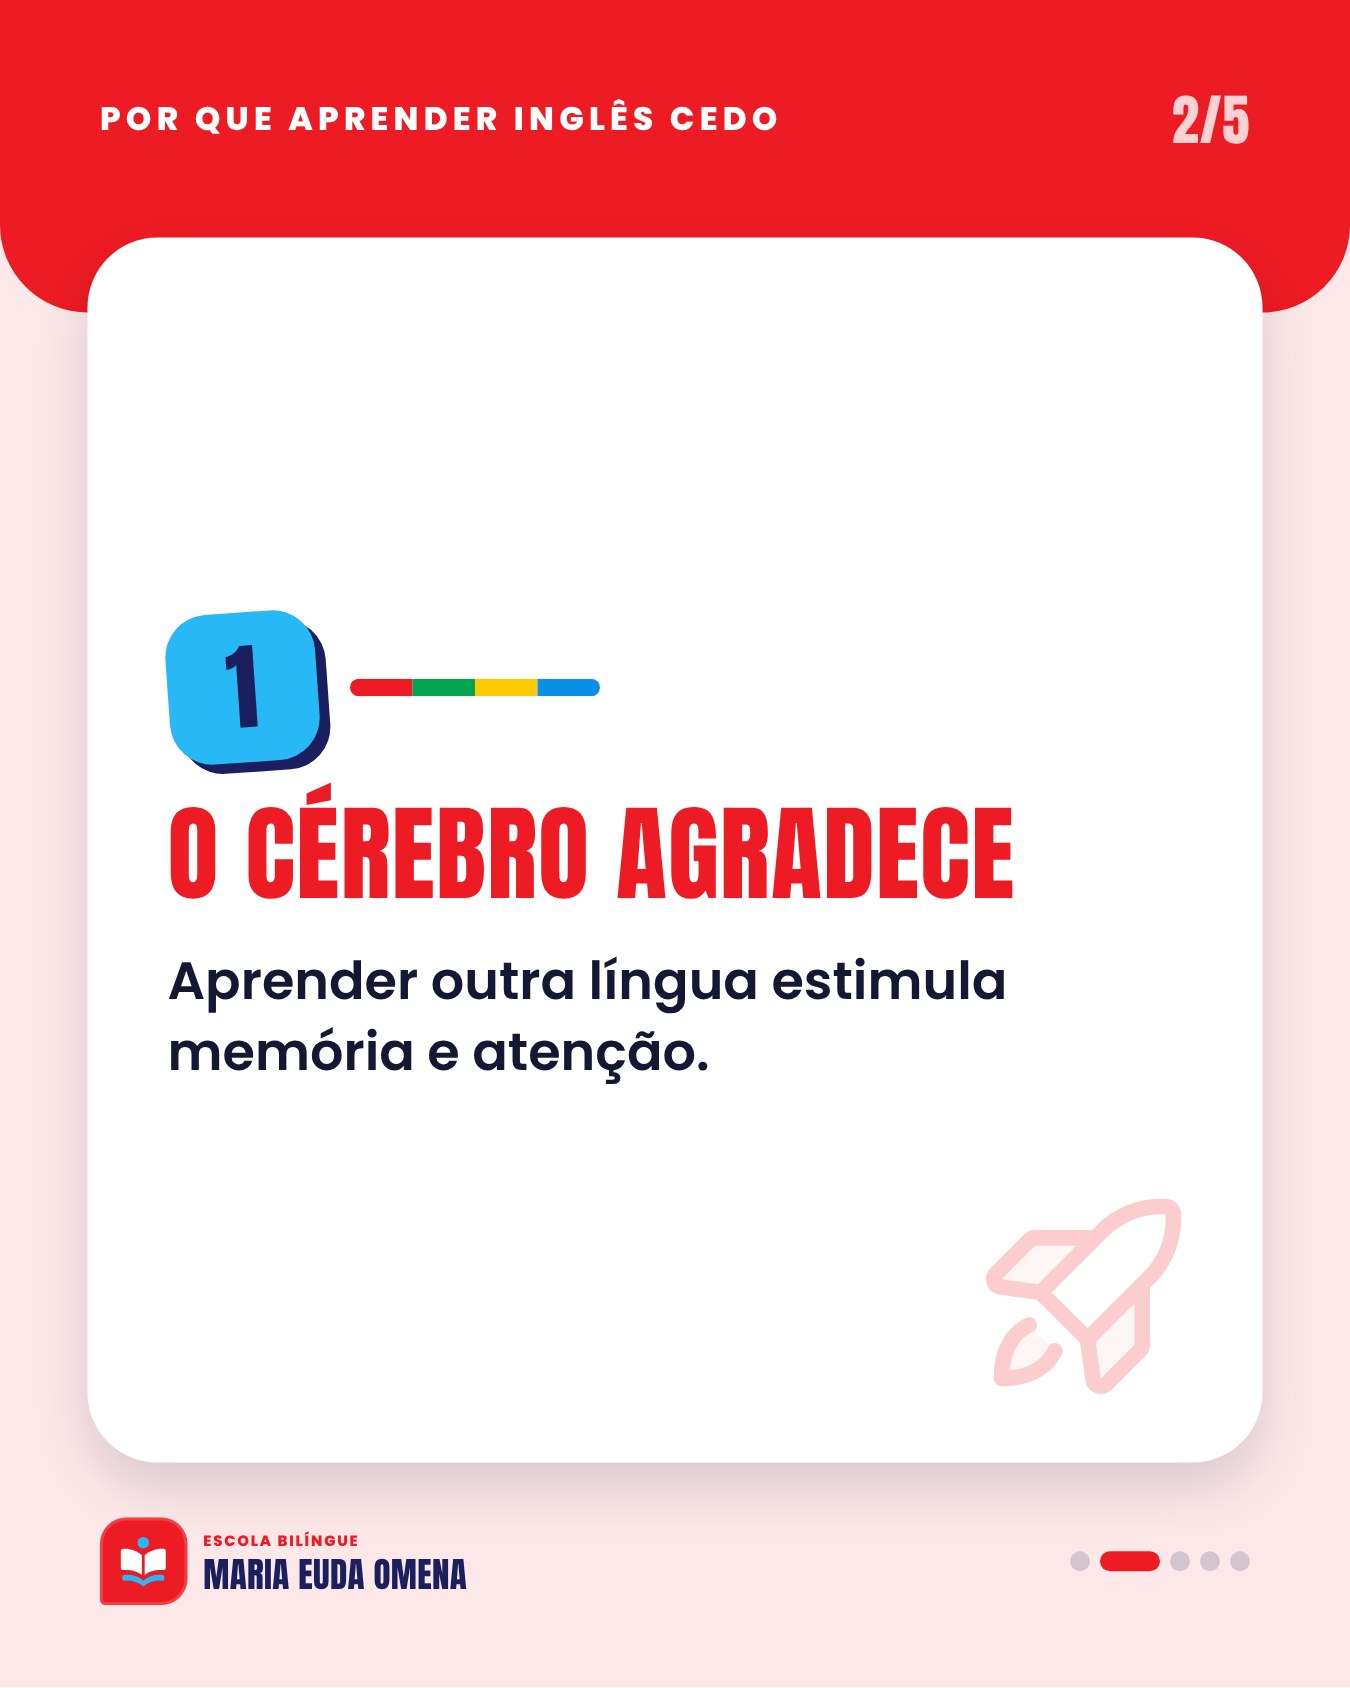 POR QUE APRENDER INGLÊS CEDO
2/5
1
O CÉREBRO AGRADECE
Aprender outra língua estimula
memória e atenção.
ESCOLA BILÍNGUE
MARIA EUDA OMENA